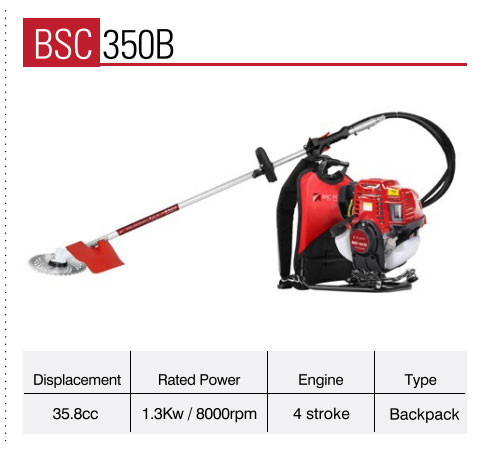 BSC 350B
Displacement Rated Power Engine Type
35.8cc 1.3Kw / 8000rpm 4 stroke Backpack